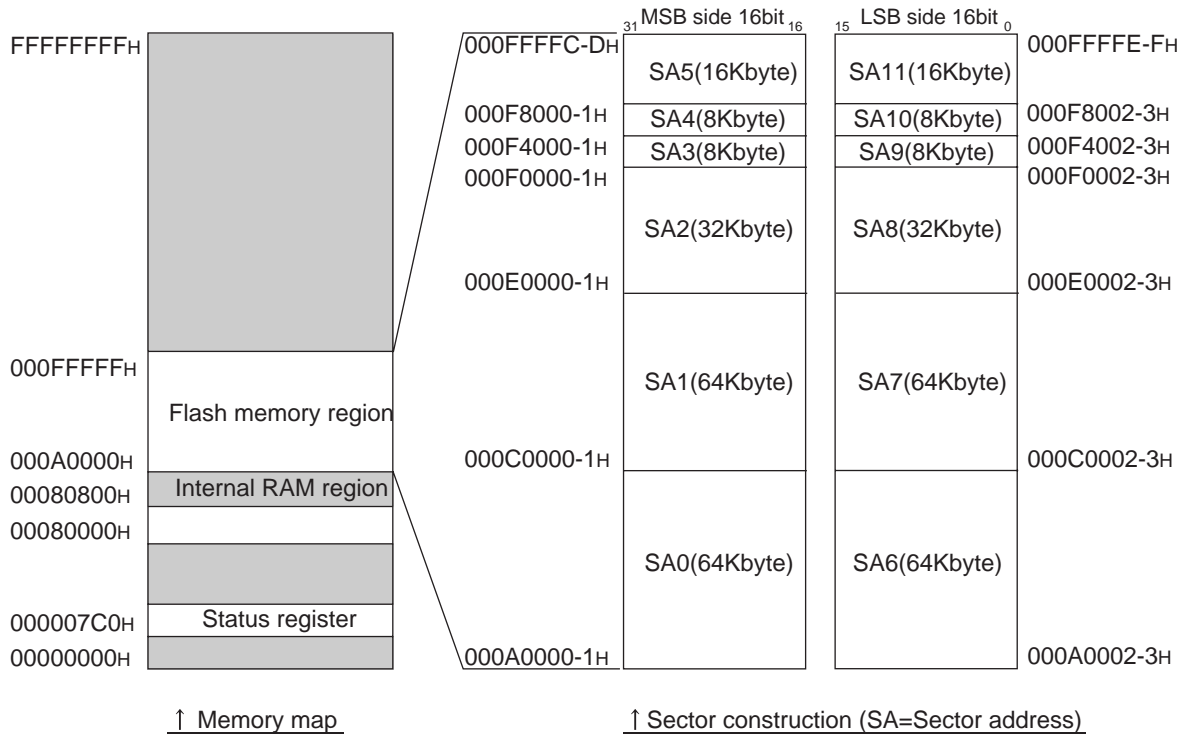 FFFFFFFFH
000FFFFFH
Flash memory region
000A0000H
Internal RAM region
00080800H
00080000H
Status register
000007C0H
00000000H
↑ Memory map
31 MSB side 16bit 16
15 LSB side 16bit 0
000FFFFC-DH
SA5(16Kbyte)
SA11(16Kbyte)
000FFFFE-FH
000F8000-1H
SA4(8Kbyte)
SA10(8Kbyte)
000F8002-3H
000F4000-1H
SA3(8Kbyte)
SA9(8Kbyte)
000F4002-3H
000F0000-1H
000F0002-3H
SA2(32Kbyte)
SA8(32Kbyte)
000E0000-1H
000E0002-3H
SA1(64Kbyte)
SA7(64Kbyte)
000C0000-1H
000C0002-3H
SA0(64Kbyte)
SA6(64Kbyte)
000A0000-1H
000A0002-3H
↑ Sector construction (SA=Sector address)